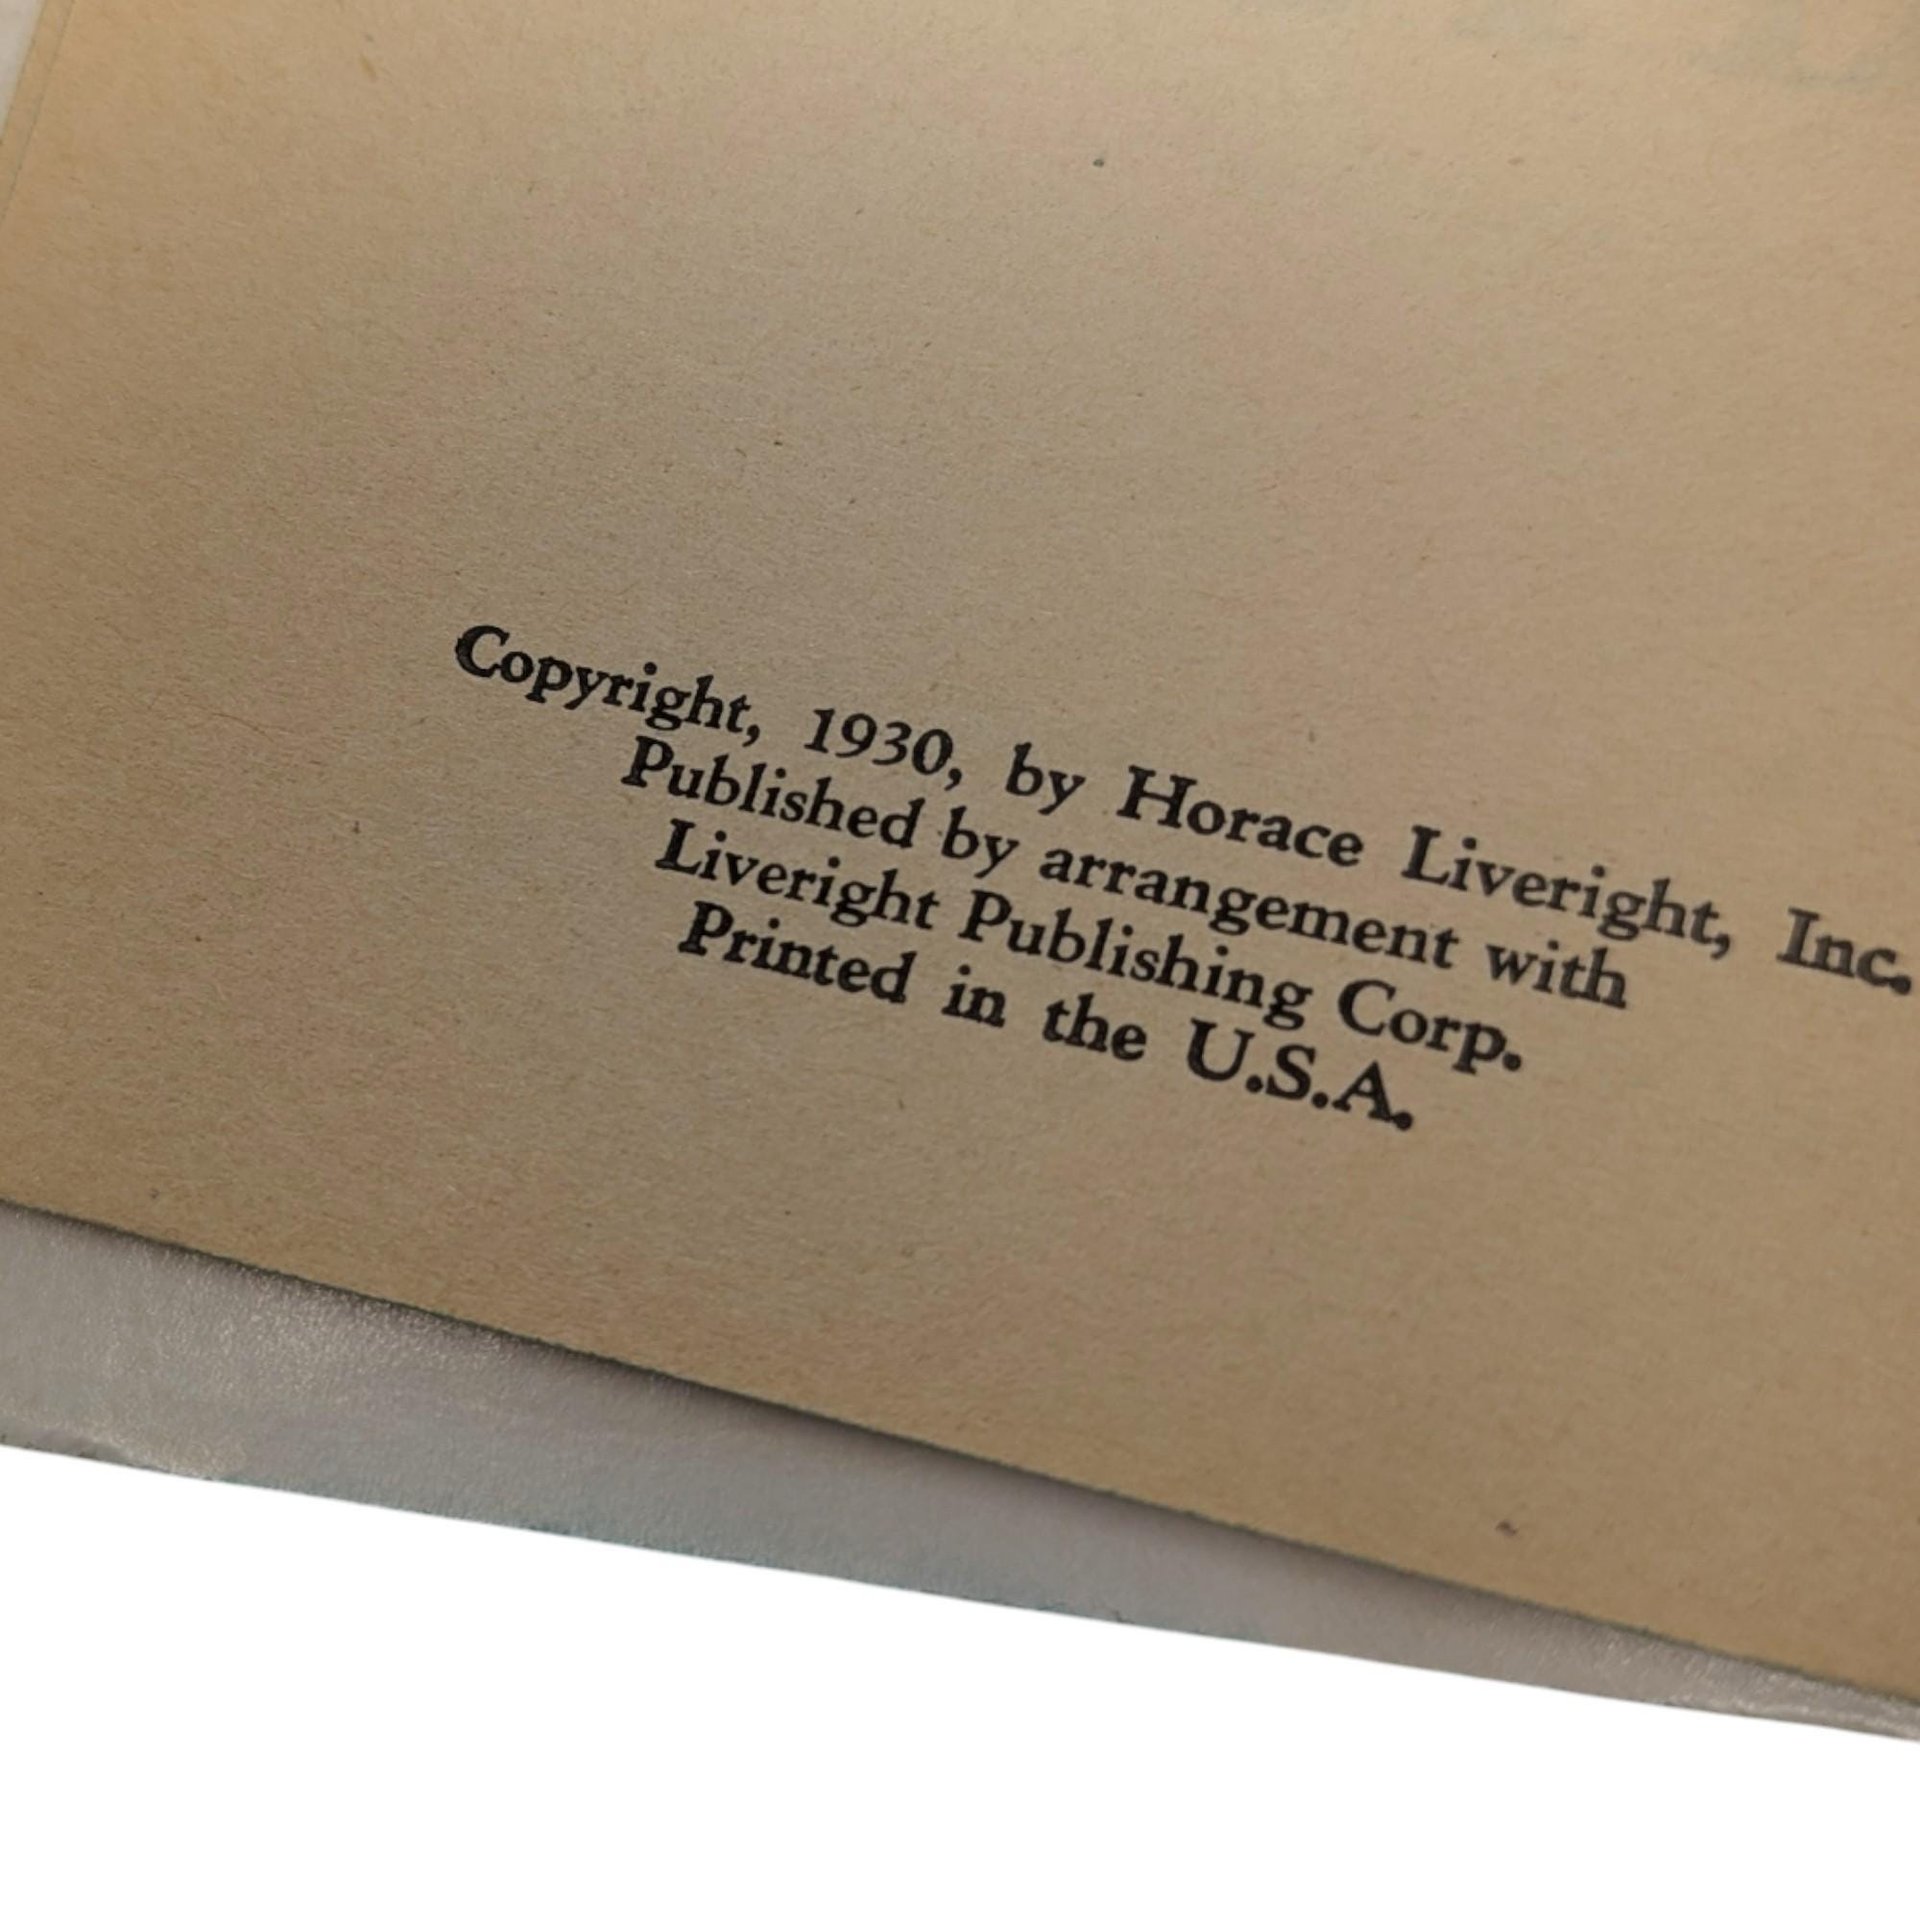 Copyright, 1930, by Horace Liveright, Inc.
Published by arrangement with
Liveright Publishing Corp.
Printed in the U.S.A.